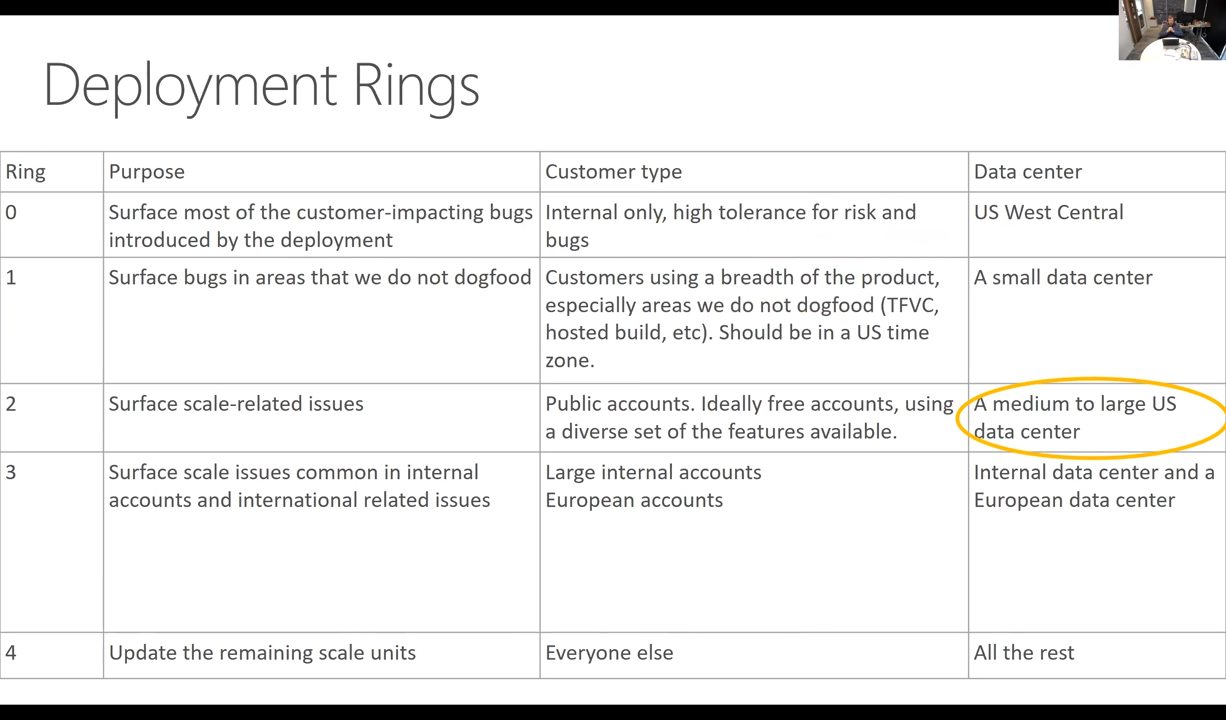 Deployment Rings
Ring
Purpose
Customer type
Data center
0
Surface most of the customer-impacting bugs
introduced by the deployment
Internal only, high tolerance for risk and
bugs
US West Central
1
Surface bugs in areas that we do not dogfood
Customers using a breadth of the product,
especially areas we do not dogfood (TFVC,
hosted build, etc). Should be in a US time
zone.
A small data center
2
Surface scale-related issues
Public accounts. Ideally free accounts, using
a diverse set of the features available.
A medium to large US
data center
3
Surface scale issues common in internal
accounts and international related issues
Large internal accounts
European accounts
Internal data center and a
European data center
4
Update the remaining scale units
Everyone else
All the rest